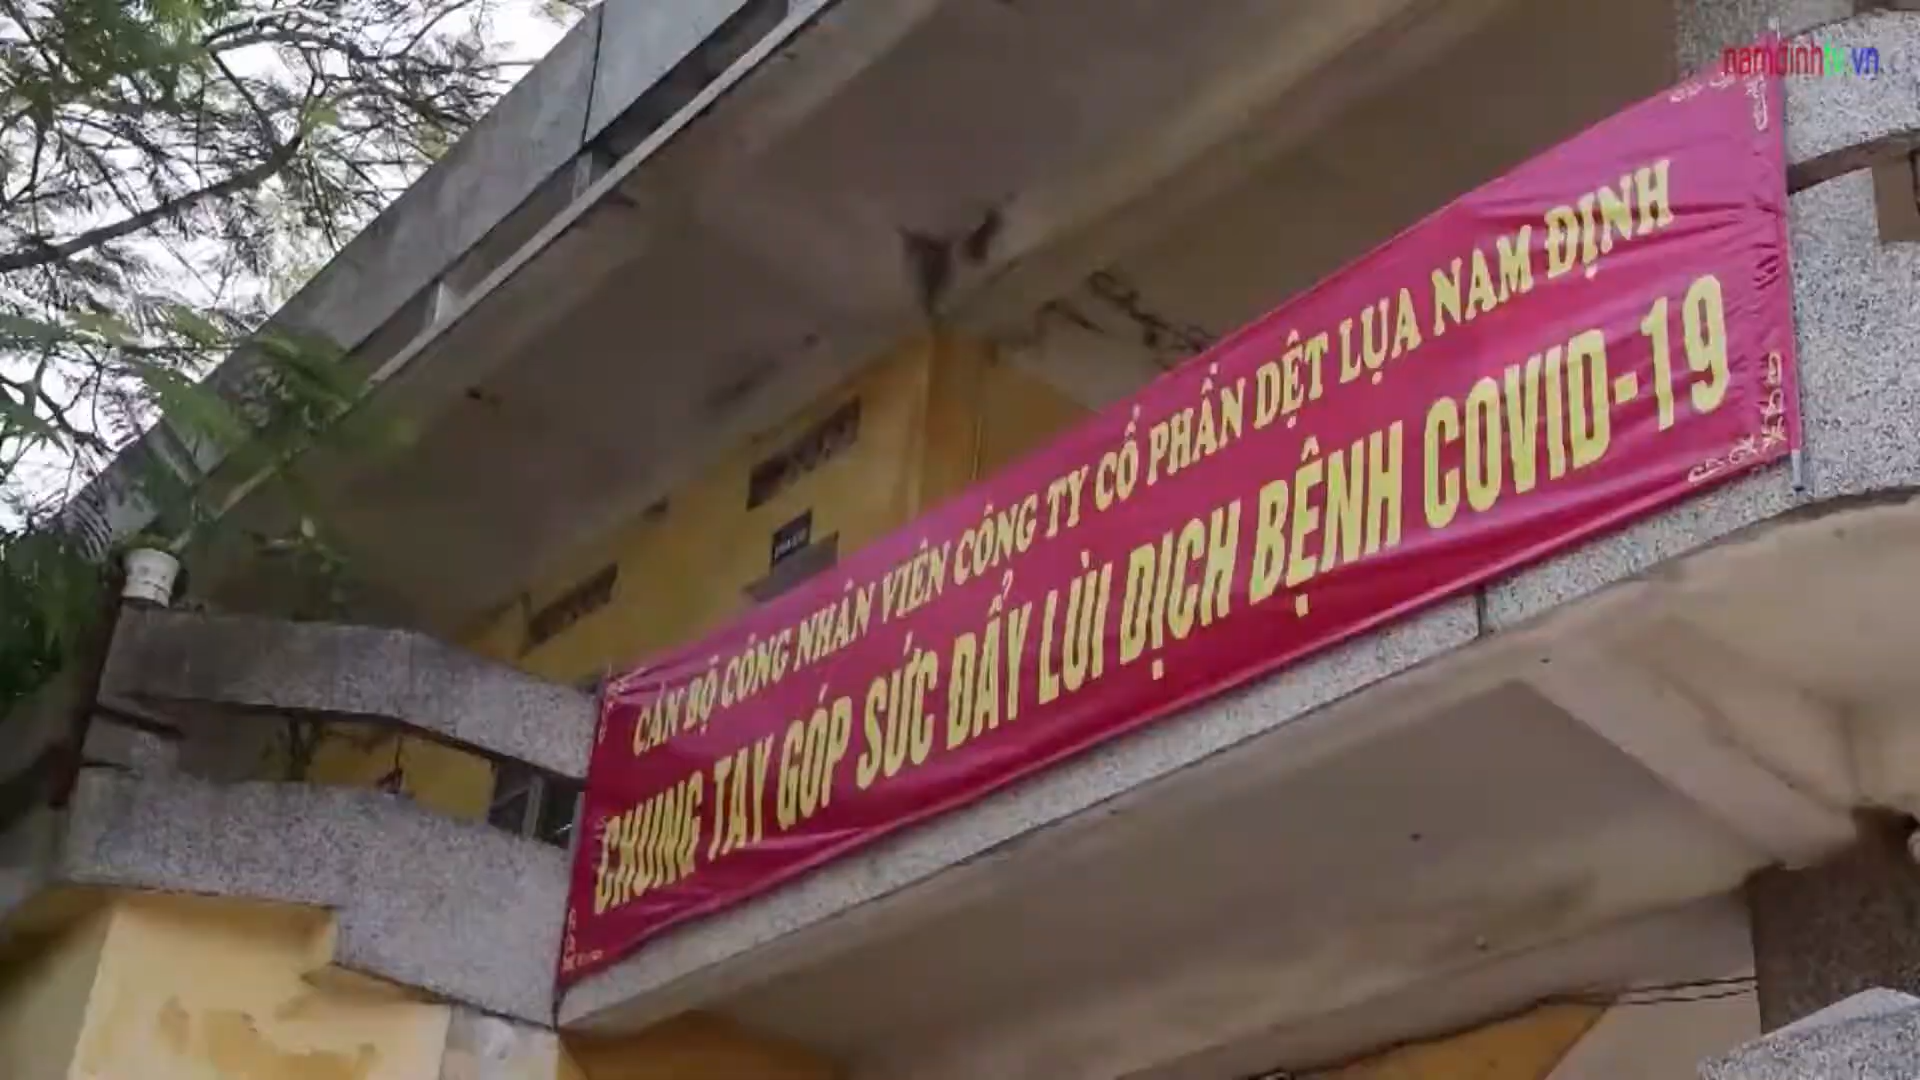 namdinhtv.vn
CÁN BỘ CÔNG NHÂN VIÊN CÔNG TY CỔ PHẦN DỆT LỤA NAM ĐỊNH
CHUNG TAY GÓP SỨC ĐẨY LÙI DỊCH BỆNH COVID-19